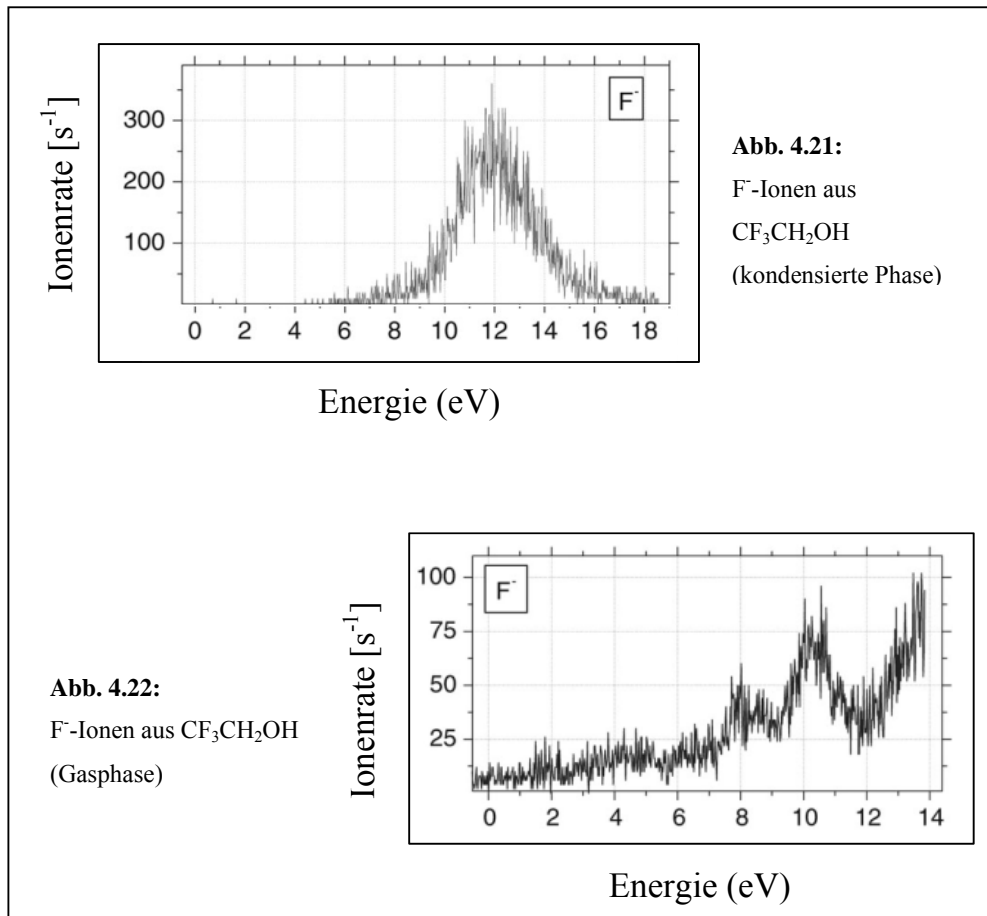 F⁻
300
200
100
Ionenrate [s⁻¹]
0 2 4 6 8 10 12 14 16 18
Energie (eV)
Abb. 4.21:
F⁻-Ionen aus
CF₃CH₂OH
(kondensierte Phase)
F⁻
100
75
50
25
Ionenrate [s⁻¹]
0 2 4 6 8 10 12 14
Energie (eV)
Abb. 4.22:
F⁻-Ionen aus CF₃CH₂OH
(Gasphase)